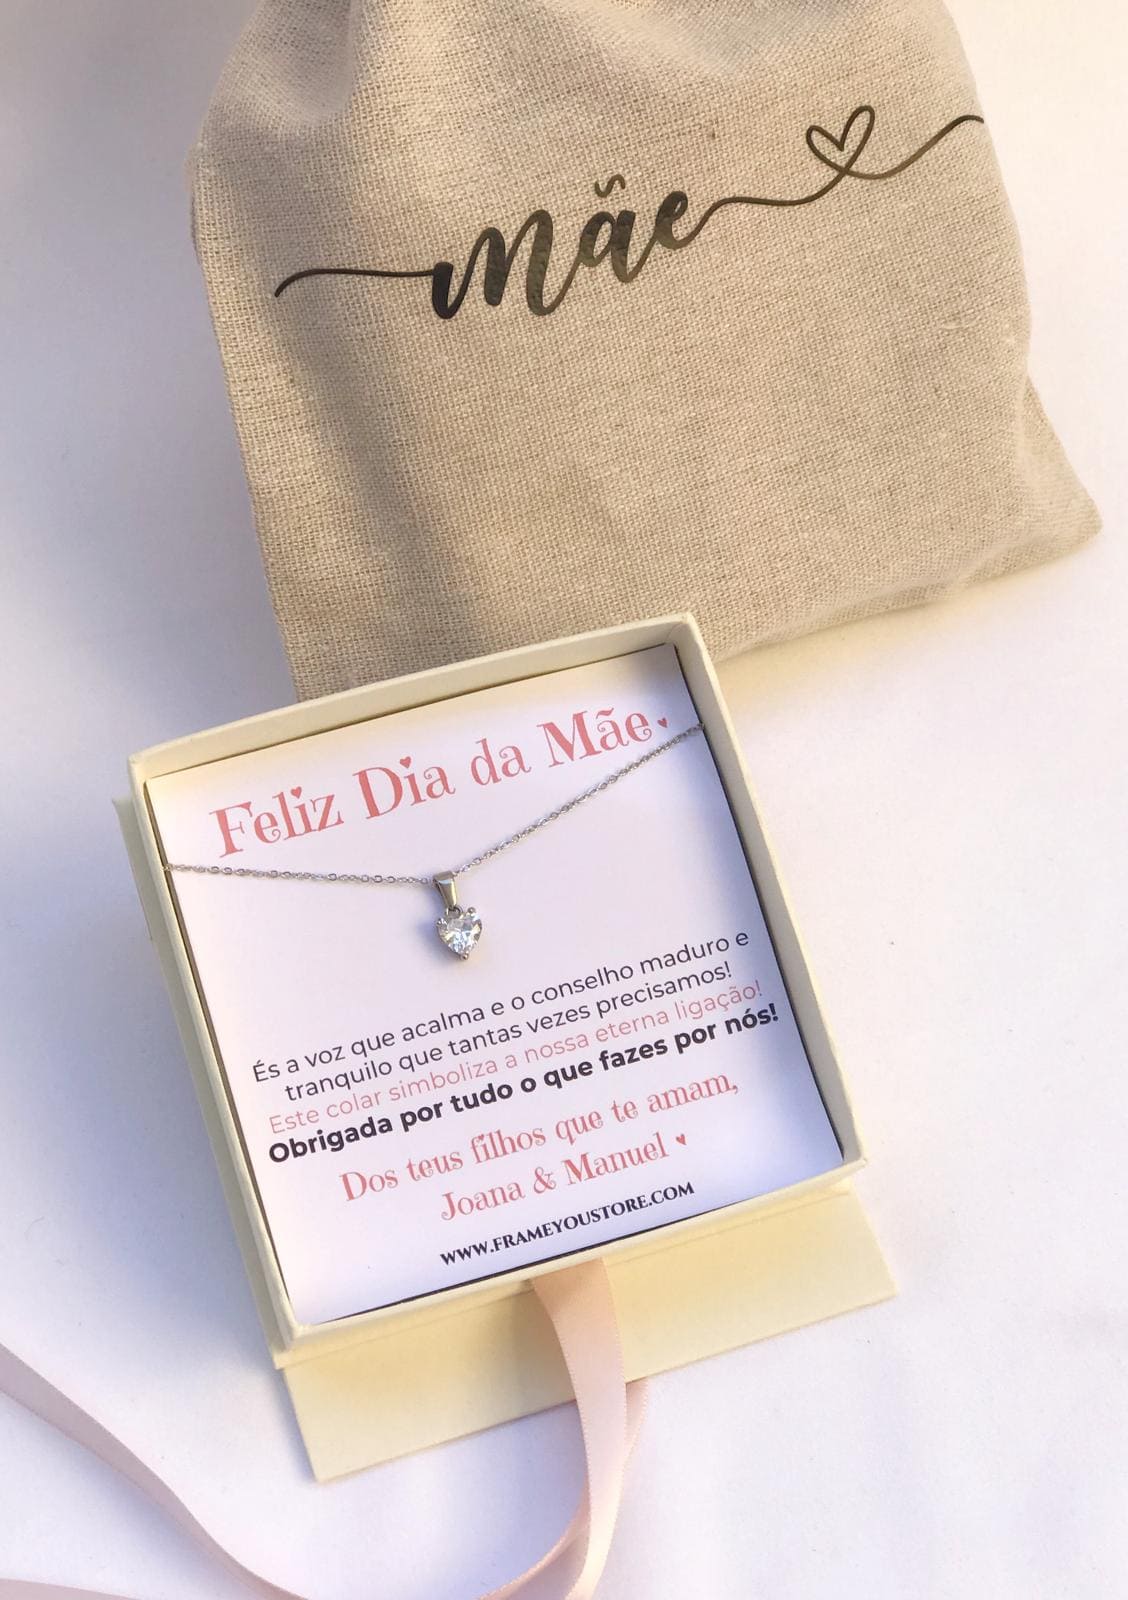 mãe
Feliz Dia da Mãe
És a voz que acalma e o conselho maduro e
tranquilo que tantas vezes precisamos!
Este colar simboliza a nossa eterna ligação!
Obrigada por tudo o que fazes por nós!
Dos teus filhos que te amam,
Joana & Manuel
WWW.FRAMEYOUSTORE.COM